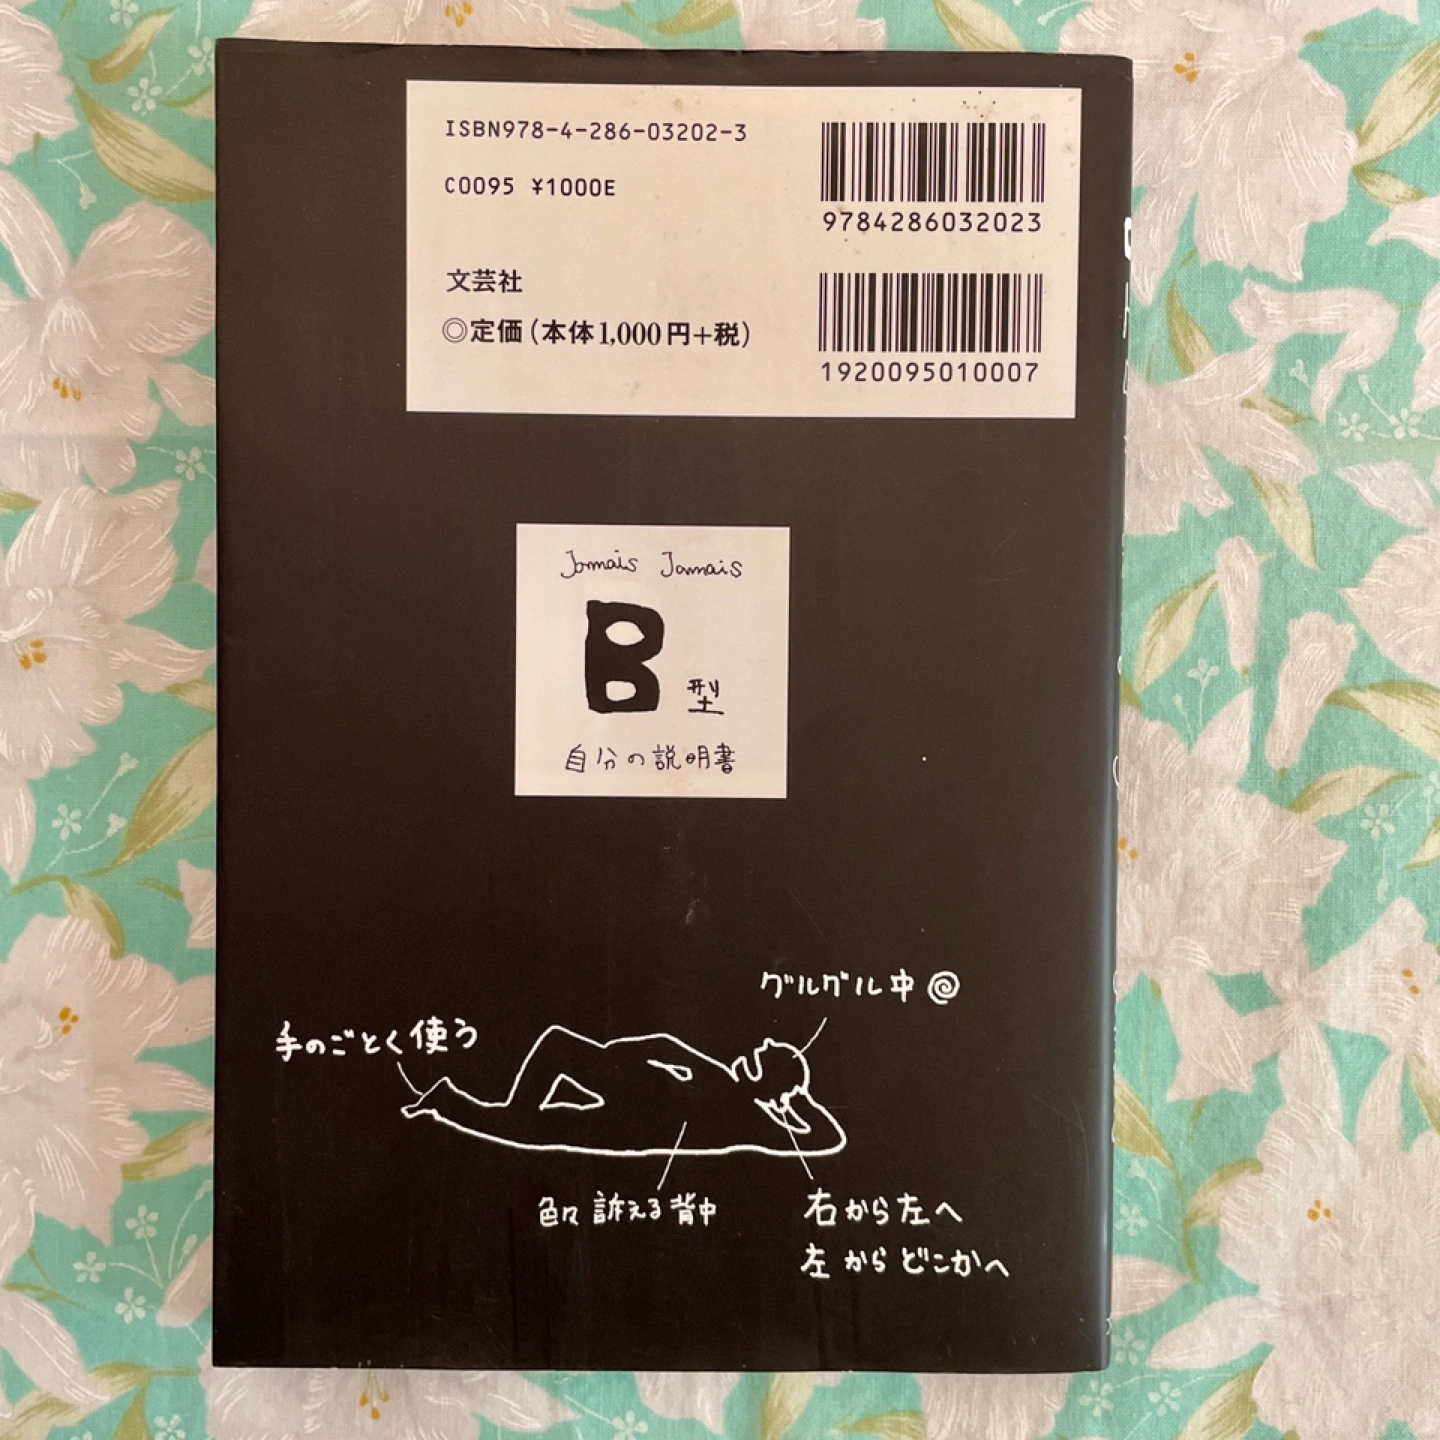 ISBN978-4-286-03202-3
C0095 ¥1000E
9784286032023
文芸社
◎定価(本体1,000円+税)
1920095010007
Jamais Jamais
B型
自分の説明書
グルグル中
手のごとく使う
色々訴える背中
右から左へ
左からどこかへ